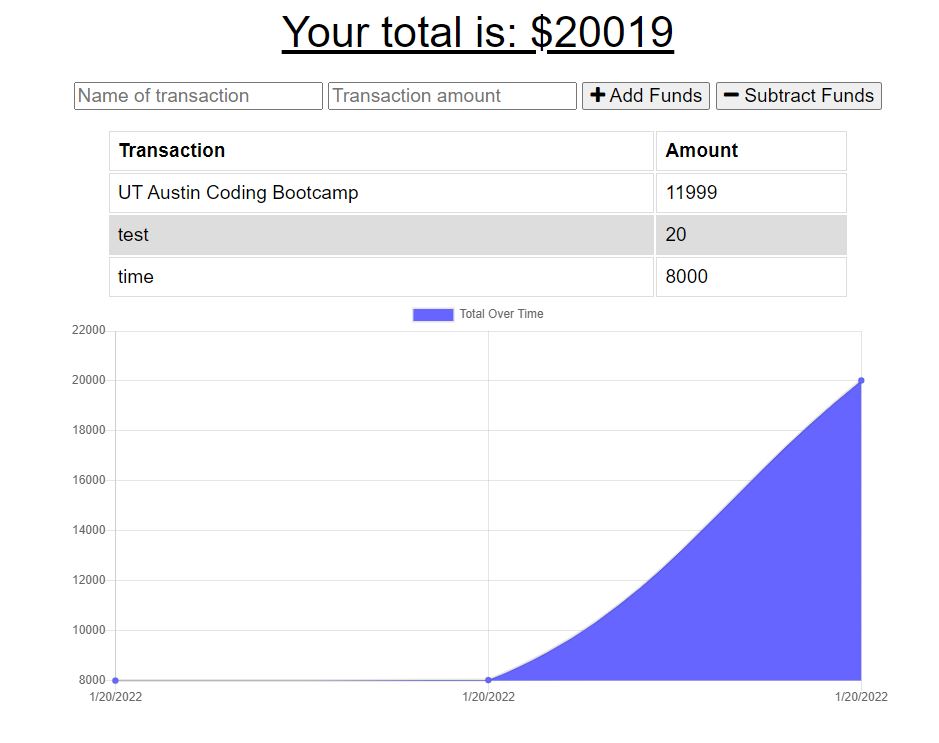 Your total is: $20019
Name of transaction Transaction amount Add Funds Subtract Funds
Transaction Amount
UT Austin Coding Bootcamp 11999
test 20
time 8000
Total Over Time
22000
20000
18000
16000
14000
12000
10000
8000
1/20/2022 1/20/2022 1/20/2022